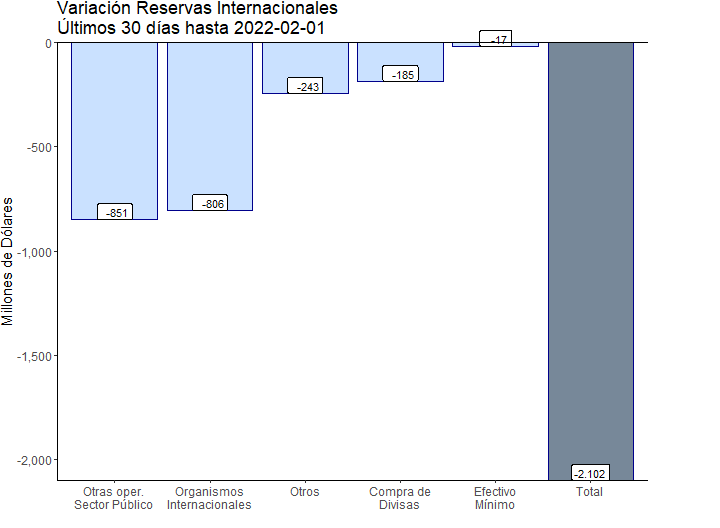 Variación Reservas Internacionales
Últimos 30 días hasta 2022-02-01
Millones de Dólares
0
-500
-1,000
-1,500
-2,000
-851
-806
-243
-185
-17
-2.102
Otras oper.
Sector Público
Organismos
Internacionales
Otros
Compra de
Divisas
Efectivo
Mínimo
Total